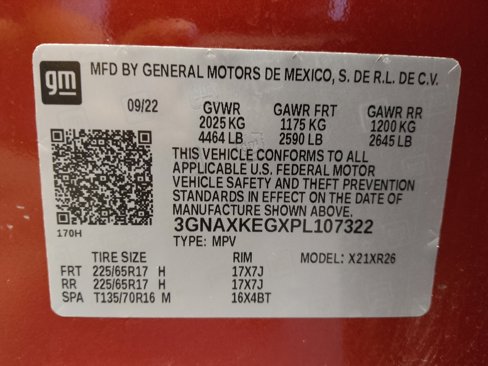 gm
MFD BY GENERAL MOTORS DE MEXICO, S. DE R.L. DE C.V.
09/22 GVWR GAWR FRT GAWR RR
2025 KG 1175 KG 1200 KG
4464 LB 2590 LB 2645 LB
THIS VEHICLE CONFORMS TO ALL
APPLICABLE U.S. FEDERAL MOTOR
VEHICLE SAFETY AND THEFT PREVENTION
STANDARDS IN EFFECT ON THE DATE OF
MANUFACTURE SHOWN ABOVE.
3GNAXKEGXPL107322
170H TYPE: MPV
TIRE SIZE RIM MODEL: X21XR26
FRT 225/65R17 H 17X7J
RR 225/65R17 H 17X7J
SPA T135/70R16 M 16X4BT